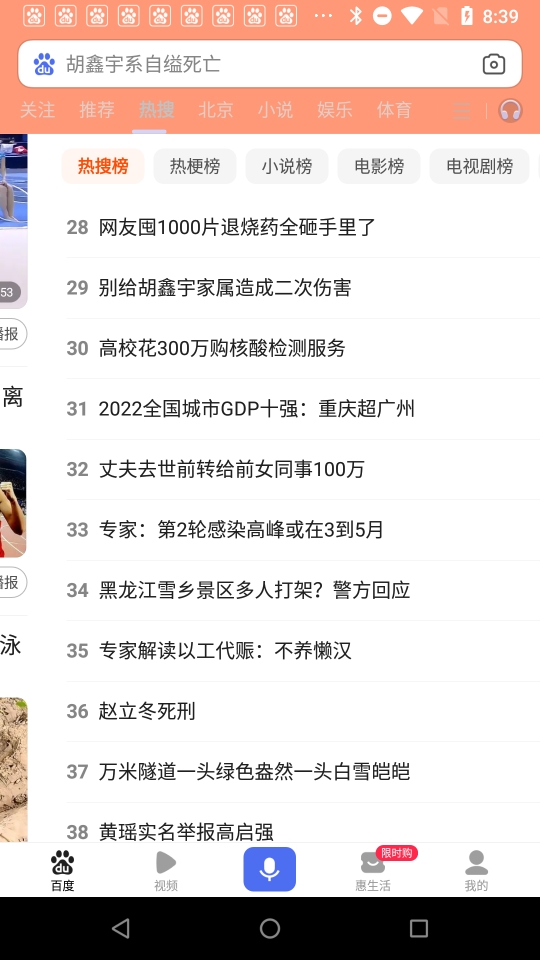 8:39
du 胡鑫宇系自缢死亡
关注 推荐 热搜 北京 小说 娱乐 体育
热搜榜 热梗榜 小说榜 电影榜 电视剧榜
28 网友囤1000片退烧药全砸手里了
53
29 别给胡鑫宇家属造成二次伤害
播报
30 高校花300万购核酸检测服务
离
31 2022全国城市GDP十强：重庆超广州
32 丈夫去世前转给前女同事100万
33 专家：第2轮感染高峰或在3到5月
播报
34 黑龙江雪乡景区多人打架？警方回应
泳
35 专家解读以工代赈：不养懒汉
36 赵立冬死刑
37 万米隧道一头绿色盎然一头白雪皑皑
38 黄瑶实名举报高启强
限时购
du
百度 视频 惠生活 我的